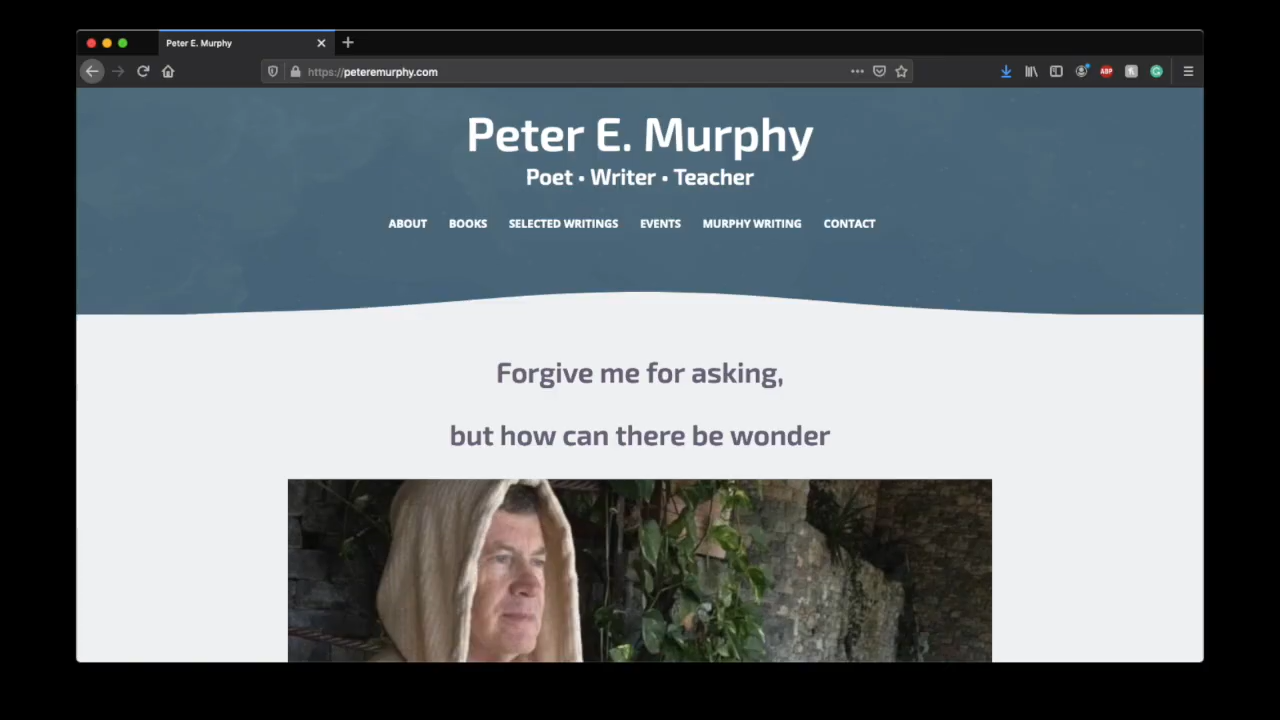 Peter E. Murphy
https://peteremurphy.com
ABP
Peter E. Murphy
Poet • Writer • Teacher
ABOUT BOOKS SELECTED WRITINGS EVENTS MURPHY WRITING CONTACT
Forgive me for asking,
but how can there be wonder